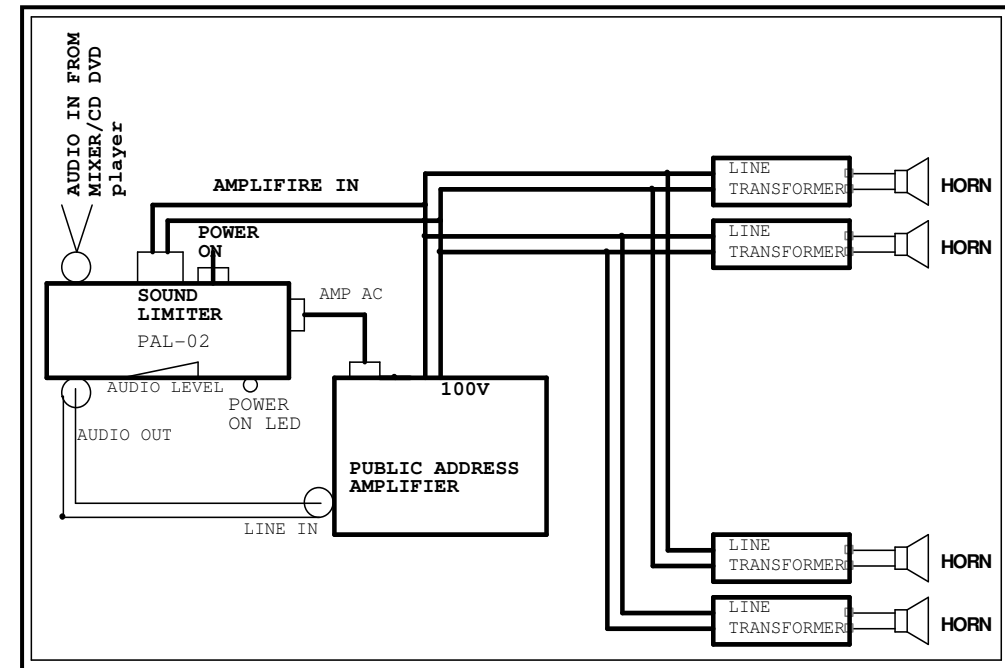 AUDIO IN FROM
MIXER/CD DVD
player
AMPLIFIRE IN
POWER
ON
SOUND
LIMITER
PAL-02
AMP AC
AUDIO LEVEL
POWER
ON LED
AUDIO OUT
LINE IN
100V
PUBLIC ADDRESS
AMPLIFIER
LINE
TRANSFORMER
HORN
LINE
TRANSFORMER
HORN
LINE
TRANSFORMER
HORN
LINE
TRANSFORMER
HORN